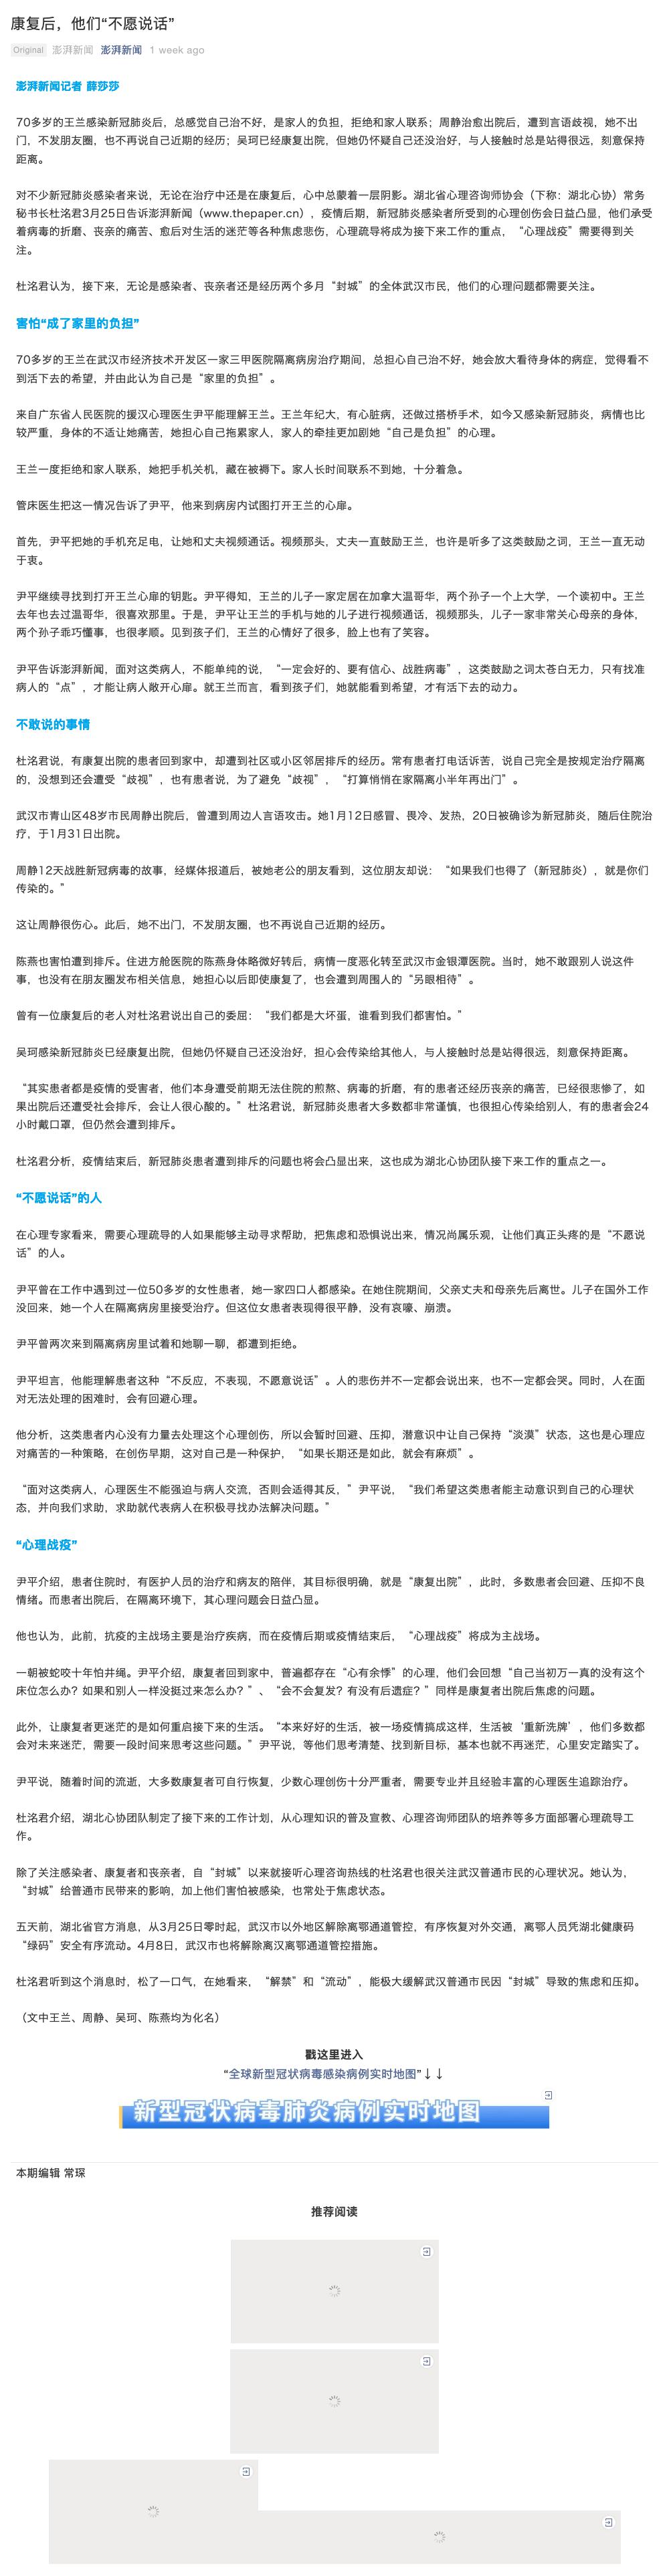 康复后，他们“不愿说话”
Original 澎湃新闻 澎湃新闻 1 week ago
澎湃新闻记者 薛莎莎
70多岁的王兰感染新冠肺炎后，总感觉自己治不好，是家人的负担，拒绝和家人联系；周静治愈出院后，遭到言语歧视，她不出
门，不发朋友圈，也不再说自己近期的经历；吴珂已经康复出院，但她仍怀疑自己还没治好，与人接触时总是站得很远，刻意保持
距离。
对不少新冠肺炎感染者来说，无论在治疗中还是在康复后，心中总蒙着一层阴影。湖北省心理咨询师协会（下称：湖北心协）常务
秘书长杜洺君3月25日告诉澎湃新闻（www.thepaper.cn），疫情后期，新冠肺炎感染者所受到的心理创伤会日益凸显，他们承受
着病毒的折磨、丧亲的痛苦、愈后对生活的迷茫等各种焦虑悲伤，心理疏导将成为接下来工作的重点，“心理战疫”需要得到关
注。
杜洺君认为，接下来，无论是感染者、丧亲者还是经历两个多月“封城”的全体武汉市民，他们的心理问题都需要关注。
害怕“成了家里的负担”
70多岁的王兰在武汉市经济技术开发区一家三甲医院隔离病房治疗期间，总担心自己治不好，她会放大看待身体的病症，觉得看不
到活下去的希望，并由此认为自己是“家里的负担”。
来自广东省人民医院的援汉心理医生尹平能理解王兰。王兰年纪大，有心脏病，还做过搭桥手术，如今又感染新冠肺炎，病情也比
较严重，身体的不适让她痛苦，她担心自己拖累家人，家人的牵挂更加剧她“自己是负担”的心理。
王兰一度拒绝和家人联系，她把手机关机，藏在被褥下。家人长时间联系不到她，十分着急。
管床医生把这一情况告诉了尹平，他来到病房内试图打开王兰的心扉。
首先，尹平把她的手机充足电，让她和丈夫视频通话。视频那头，丈夫一直鼓励王兰，也许是听多了这类鼓励之词，王兰一直无动
于衷。
尹平继续寻找到打开王兰心扉的钥匙。尹平得知，王兰的儿子一家定居在加拿大温哥华，两个孙子一个上大学，一个读初中。王兰
去年也去过温哥华，很喜欢那里。于是，尹平让王兰的手机与她的儿子进行视频通话，视频那头，儿子一家非常关心母亲的身体，
两个孙子乖巧懂事，也很孝顺。见到孩子们，王兰的心情好了很多，脸上也有了笑容。
尹平告诉澎湃新闻，面对这类病人，不能单纯的说，“一定会好的、要有信心、战胜病毒”，这类鼓励之词太苍白无力，只有找准
病人的“点”，才能让病人敞开心扉。就王兰而言，看到孩子们，她就能看到希望，才有活下去的动力。
不敢说的事情
杜洺君说，有康复出院的患者回到家中，却遭到社区或小区邻居排斥的经历。常有患者打电话诉苦，说自己完全是按规定治疗隔离
的，没想到还会遭受“歧视”，也有患者说，为了避免“歧视”，“打算悄悄在家隔离小半年再出门”。
武汉市青山区48岁市民周静出院后，曾遭到周边人言语攻击。她1月12日感冒、畏冷、发热，20日被确诊为新冠肺炎，随后住院治
疗，于1月31日出院。
周静12天战胜新冠病毒的故事，经媒体报道后，被她老公的朋友看到，这位朋友却说：“如果我们也得了（新冠肺炎），就是你们
传染的。”
这让周静很伤心。此后，她不出门，不发朋友圈，也不再说自己近期的经历。
陈燕也害怕遭到排斥。住进方舱医院的陈燕身体略微好转后，病情一度恶化转至武汉市金银潭医院。当时，她不敢跟别人说这件
事，也没有在朋友圈发布相关信息，她担心以后即使康复了，也会遭到周围人的“另眼相待”。
曾有一位康复后的老人对杜洺君说出自己的委屈：“我们都是大坏蛋，谁看到我们都害怕。”
吴珂感染新冠肺炎已经康复出院，但她仍怀疑自己还没治好，担心会传染给其他人，与人接触时总是站得很远，刻意保持距离。
“其实患者都是疫情的受害者，他们本身遭受前期无法住院的煎熬、病毒的折磨，有的患者还经历丧亲的痛苦，已经很悲惨了，如
果出院后还遭受社会排斥，会让人很心酸的。”杜洺君说，新冠肺炎患者大多数都非常谨慎，也很担心传染给别人，有的患者会24
小时戴口罩，但仍然会遭到排斥。
杜洺君分析，疫情结束后，新冠肺炎患者遭到排斥的问题也将会凸显出来，这也成为湖北心协团队接下来工作的重点之一。
“不愿说话”的人
在心理专家看来，需要心理疏导的人如果能够主动寻求帮助，把焦虑和恐惧说出来，情况尚属乐观，让他们真正头疼的是“不愿说
话”的人。
尹平曾在工作中遇到过一位50多岁的女性患者，她一家四口人都感染。在她住院期间，父亲丈夫和母亲先后离世。儿子在国外工作
没回来，她一个人在隔离病房里接受治疗。但这位女患者表现得很平静，没有哀嚎、崩溃。
尹平曾两次来到隔离病房里试着和她聊一聊，都遭到拒绝。
尹平坦言，他能理解患者这种“不反应，不表现，不愿意说话”。人的悲伤并不一定都会说出来，也不一定都会哭。同时，人在面
对无法处理的困难时，会有回避心理。
他分析，这类患者内心没有力量去处理这个心理创伤，所以会暂时回避、压抑，潜意识中让自己保持“淡漠”状态，这也是心理应
对痛苦的一种策略，在创伤早期，这对自己是一种保护，“如果长期还是如此，就会有麻烦”。
“面对这类病人，心理医生不能强迫与病人交流，否则会适得其反，”尹平说，“我们希望这类患者能主动意识到自己的心理状
态，并向我们求助，求助就代表病人在积极寻找办法解决问题。”
“心理战疫”
尹平介绍，患者住院时，有医护人员的治疗和病友的陪伴，其目标很明确，就是“康复出院”，此时，多数患者会回避、压抑不良
情绪。而患者出院后，在隔离环境下，其心理问题会日益凸显。
他也认为，此前，抗疫的主战场主要是治疗疾病，而在疫情后期或疫情结束后，“心理战疫”将成为主战场。
一朝被蛇咬十年怕井绳。尹平介绍，康复者回到家中，普遍都存在“心有余悸”的心理，他们会回想“自己当初万一真的没有这个
床位怎么办？如果和别人一样没挺过来怎么办？”、“会不会复发？有没有后遗症？”同样是康复者出院后焦虑的问题。
此外，让康复者更迷茫的是如何重启接下来的生活。“本来好好的生活，被一场疫情搞成这样，生活被‘重新洗牌’，他们多数都
会对未来迷茫，需要一段时间来思考这些问题。”尹平说，等他们思考清楚、找到新目标，基本也就不再迷茫，心里安定踏实了。
尹平说，随着时间的流逝，大多数康复者可自行恢复，少数心理创伤十分严重者，需要专业并且经验丰富的心理医生追踪治疗。
杜洺君介绍，湖北心协团队制定了接下来的工作计划，从心理知识的普及宣教、心理咨询师团队的培养等多方面部署心理疏导工
作。
除了关注感染者、康复者和丧亲者，自“封城”以来就接听心理咨询热线的杜洺君也很关注武汉普通市民的心理状况。她认为，
“封城”给普通市民带来的影响，加上他们害怕被感染，也常处于焦虑状态。
五天前，湖北省官方消息，从3月25日零时起，武汉市以外地区解除离鄂通道管控，有序恢复对外交通，离鄂人员凭湖北健康码
“绿码”安全有序流动。4月8日，武汉市也将解除离汉离鄂通道管控措施。
杜洺君听到这个消息时，松了一口气，在她看来，“解禁”和“流动”，能极大缓解武汉普通市民因“封城”导致的焦虑和压抑。
（文中王兰、周静、吴珂、陈燕均为化名）
戳这里进入
“全球新型冠状病毒感染病例实时地图”↓↓
新型冠状病毒肺炎病例实时地图
本期编辑 常琛
推荐阅读